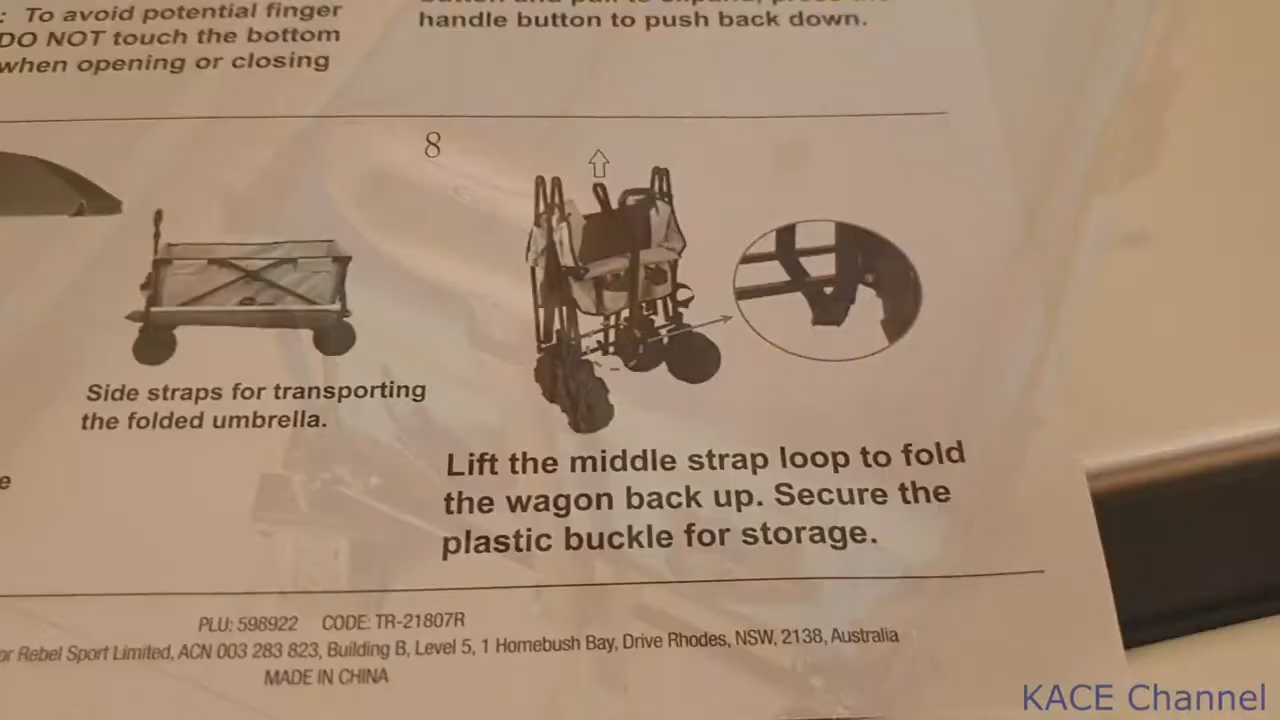 : To avoid potential finger
DO NOT touch the bottom
when opening or closing
handle button to push back down.
8
Side straps for transporting
the folded umbrella.
e
Lift the middle strap loop to fold
the wagon back up. Secure the
plastic buckle for storage.
PLU: 598922 CODE: TR-21807R
or Rebel Sport Limited, ACN 003 283 823, Building B, Level 5, 1 Homebush Bay, Drive Rhodes, NSW, 2138, Australia
MADE IN CHINA
KACE Channel